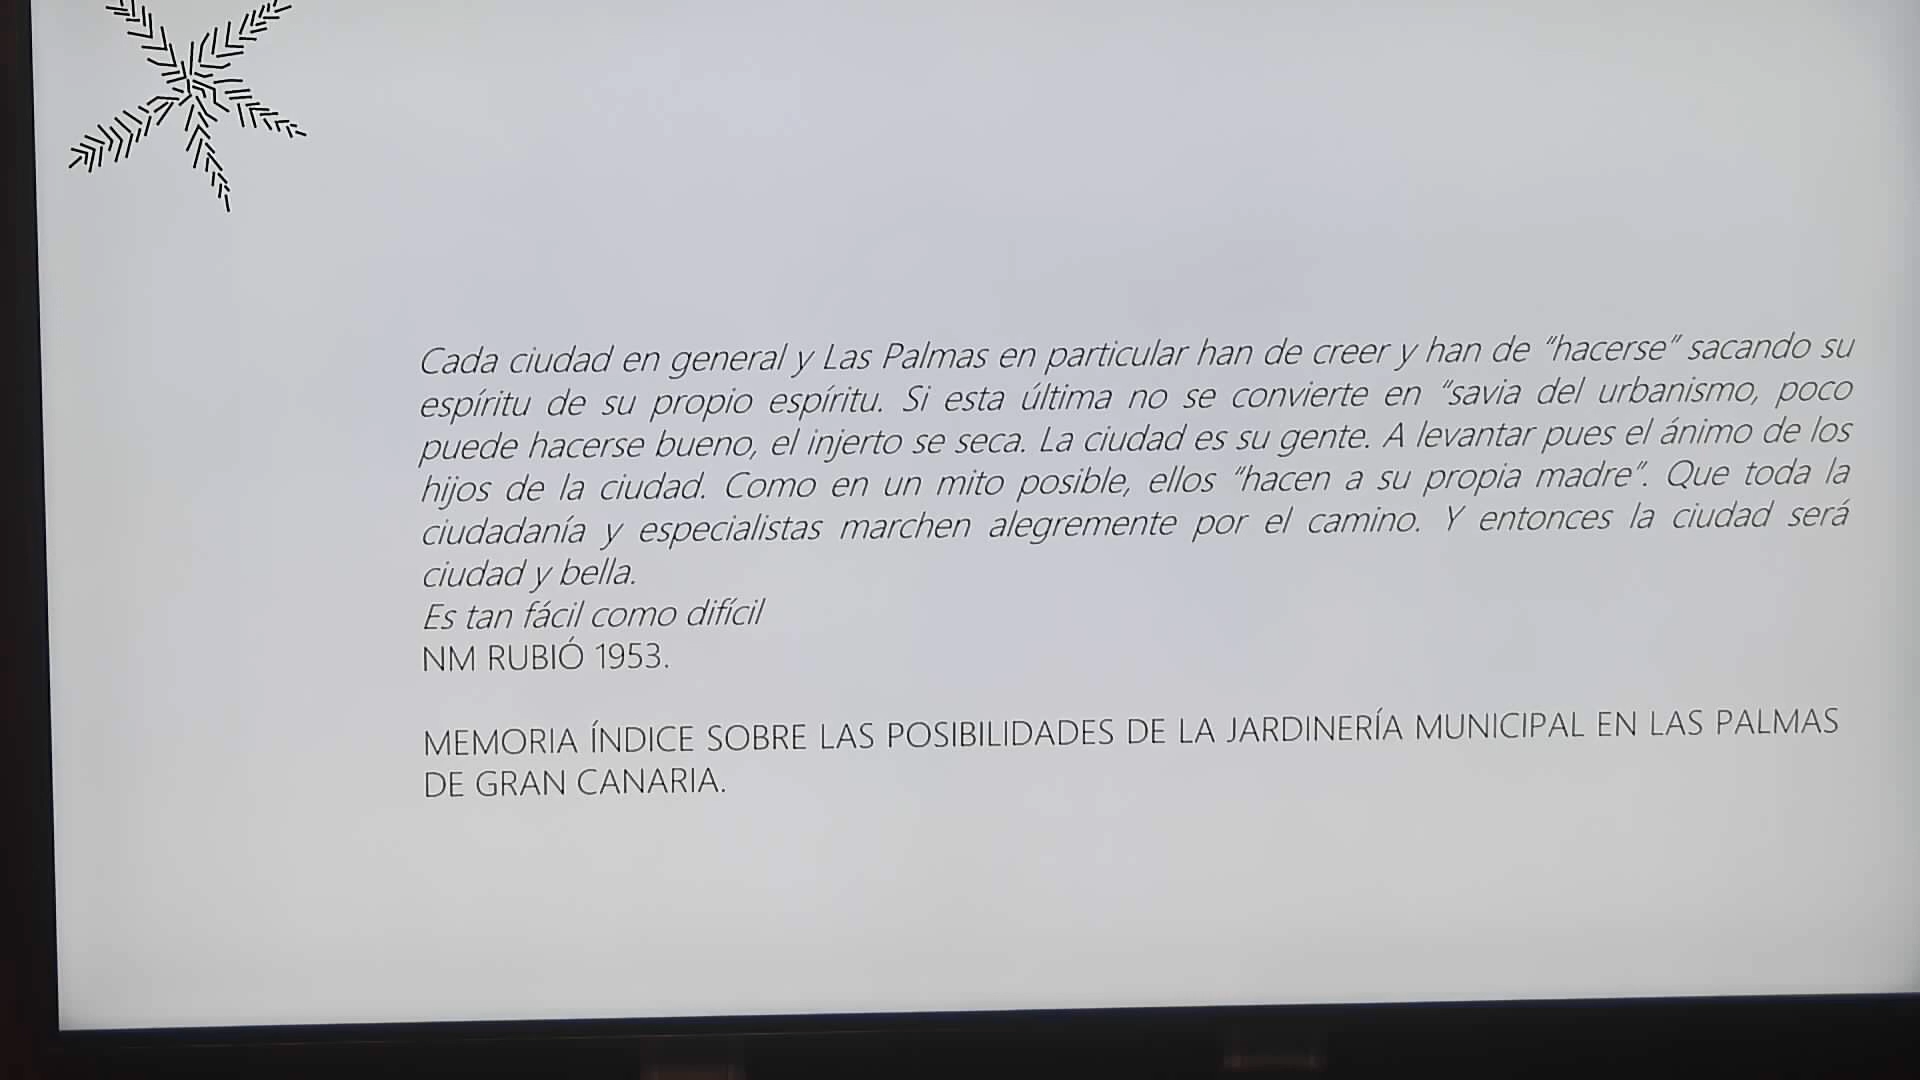 Cada ciudad en general y Las Palmas en particular han de creer y han de “hacerse” sacando su
espíritu de su propio espíritu. Si esta última no se convierte en “savia del urbanismo, poco
puede hacerse bueno, el injerto se seca. La ciudad es su gente. A levantar pues el ánimo de los
hijos de la ciudad. Como en un mito posible, ellos “hacen a su propia madre”. Que toda la
ciudadanía y especialistas marchen alegremente por el camino. Y entonces la ciudad será
ciudad y bella.
Es tan fácil como difícil
NM RUBIÓ 1953.
MEMORIA ÍNDICE SOBRE LAS POSIBILIDADES DE LA JARDINERÍA MUNICIPAL EN LAS PALMAS
DE GRAN CANARIA.